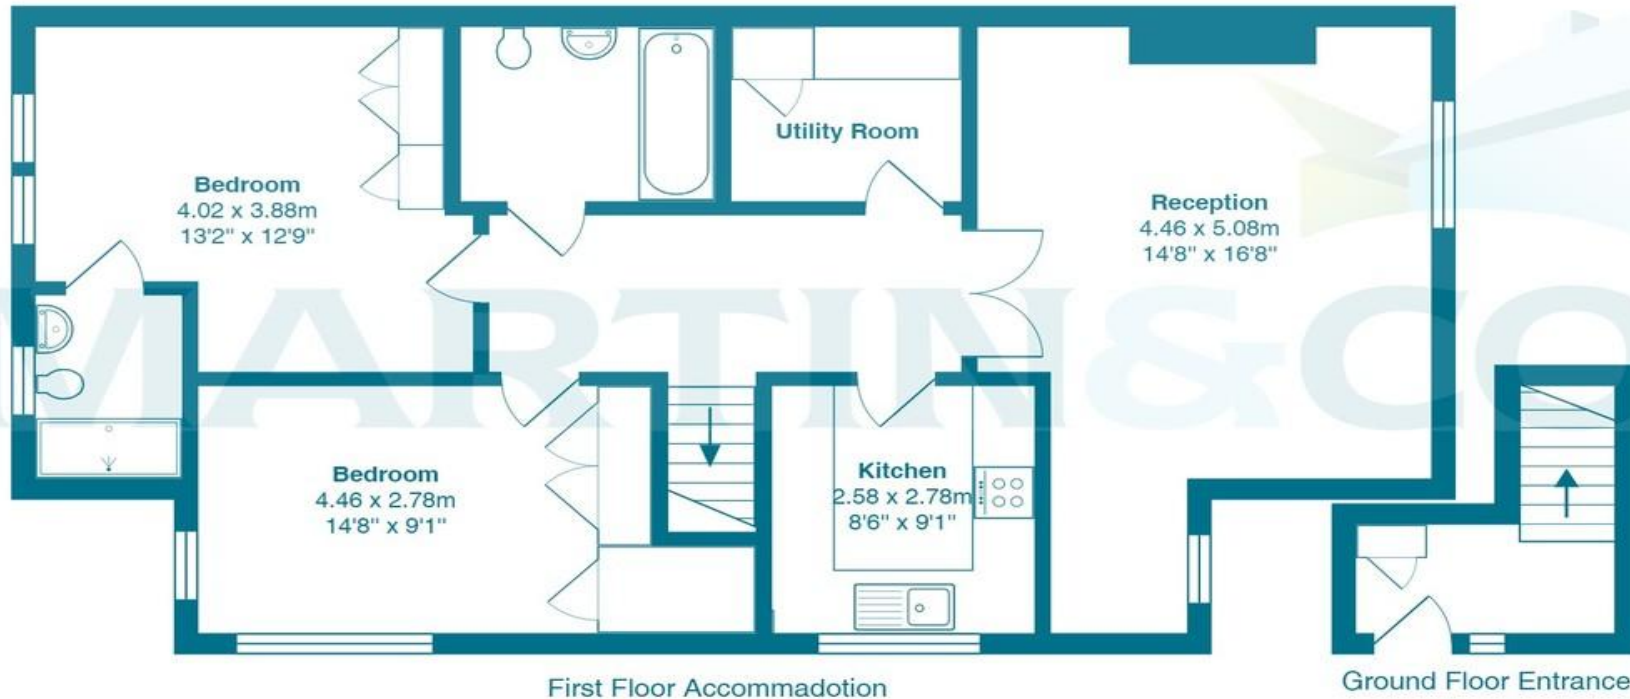 Utility Room
Bedroom
4.02 x 3.88m
13'2" x 12'9"
Reception
4.46 x 5.08m
14'8" x 16'8"
MARTIN&CO
Bedroom
4.46 x 2.78m
14'8" x 9'1"
Kitchen
2.58 x 2.78m
8'6" x 9'1"
First Floor Accommadotion
Ground Floor Entrance